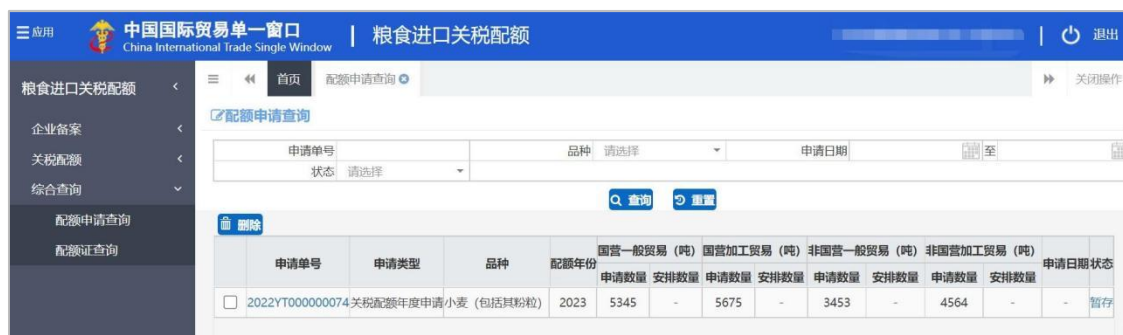 应用 中国国际贸易单一窗口 | 粮食进口关税配额 | 退出
China International Trade Single Window
粮食进口关税配额
首页 配额申请查询 关闭操作
企业备案
关税配额
综合查询
配额申请查询
配额证查询
配额申请查询
申请单号 品种 请选择 申请日期 至
状态 请选择
查询 重置
删除
申请单号 申请类型 品种 配额年份 国营一般贸易（吨） 国营加工贸易（吨） 非国营一般贸易（吨） 非国营加工贸易（吨） 申请日期 状态
申请数量 安排数量 申请数量 安排数量 申请数量 安排数量 申请数量 安排数量
2022YT000000074 关税配额年度申请 小麦（包括其粉粒） 2023 5345 - 5675 - 3453 - 4564 - - 暂存